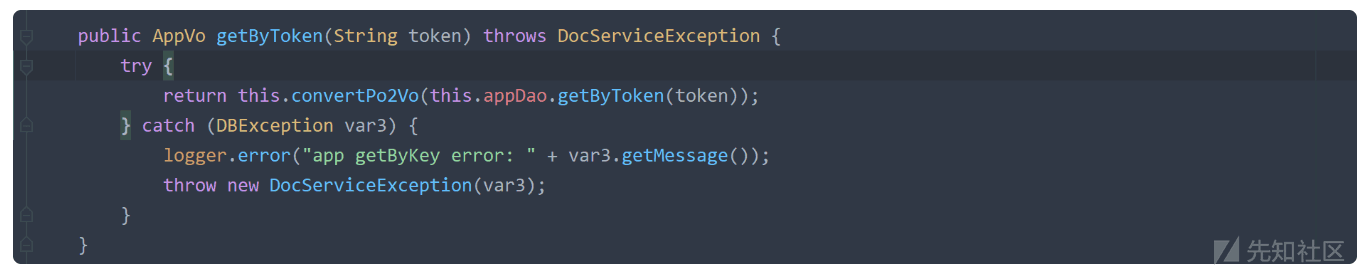 public AppVo getByToken(String token) throws DocServiceException {
try {
return this.convertPo2Vo(this.appDao.getByToken(token));
} catch (DBException var3) {
logger.error("app getByKey error: " + var3.getMessage());
throw new DocServiceException(var3);
}
}
先知社区